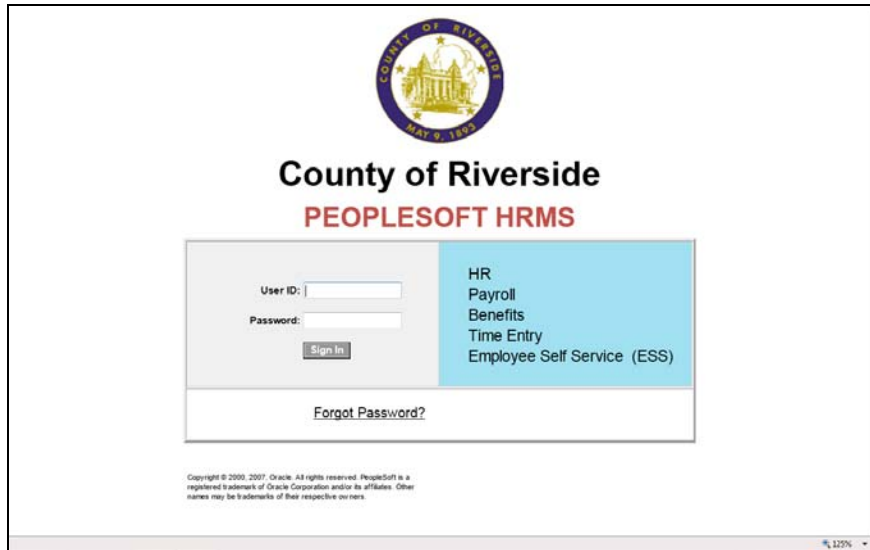 COUNTY OF RIVERSIDE
MAY 9, 1893
County of Riverside
PEOPLESOFT HRMS
User ID:
Password:
Sign In
HR
Payroll
Benefits
Time Entry
Employee Self Service (ESS)
Forgot Password?
Copyright © 2000, 2007, Oracle. All rights reserved. PeopleSoft is a
registered trademark of Oracle Corporation and/or its affiliates. Other
names may be trademarks of their respective owners.
125%